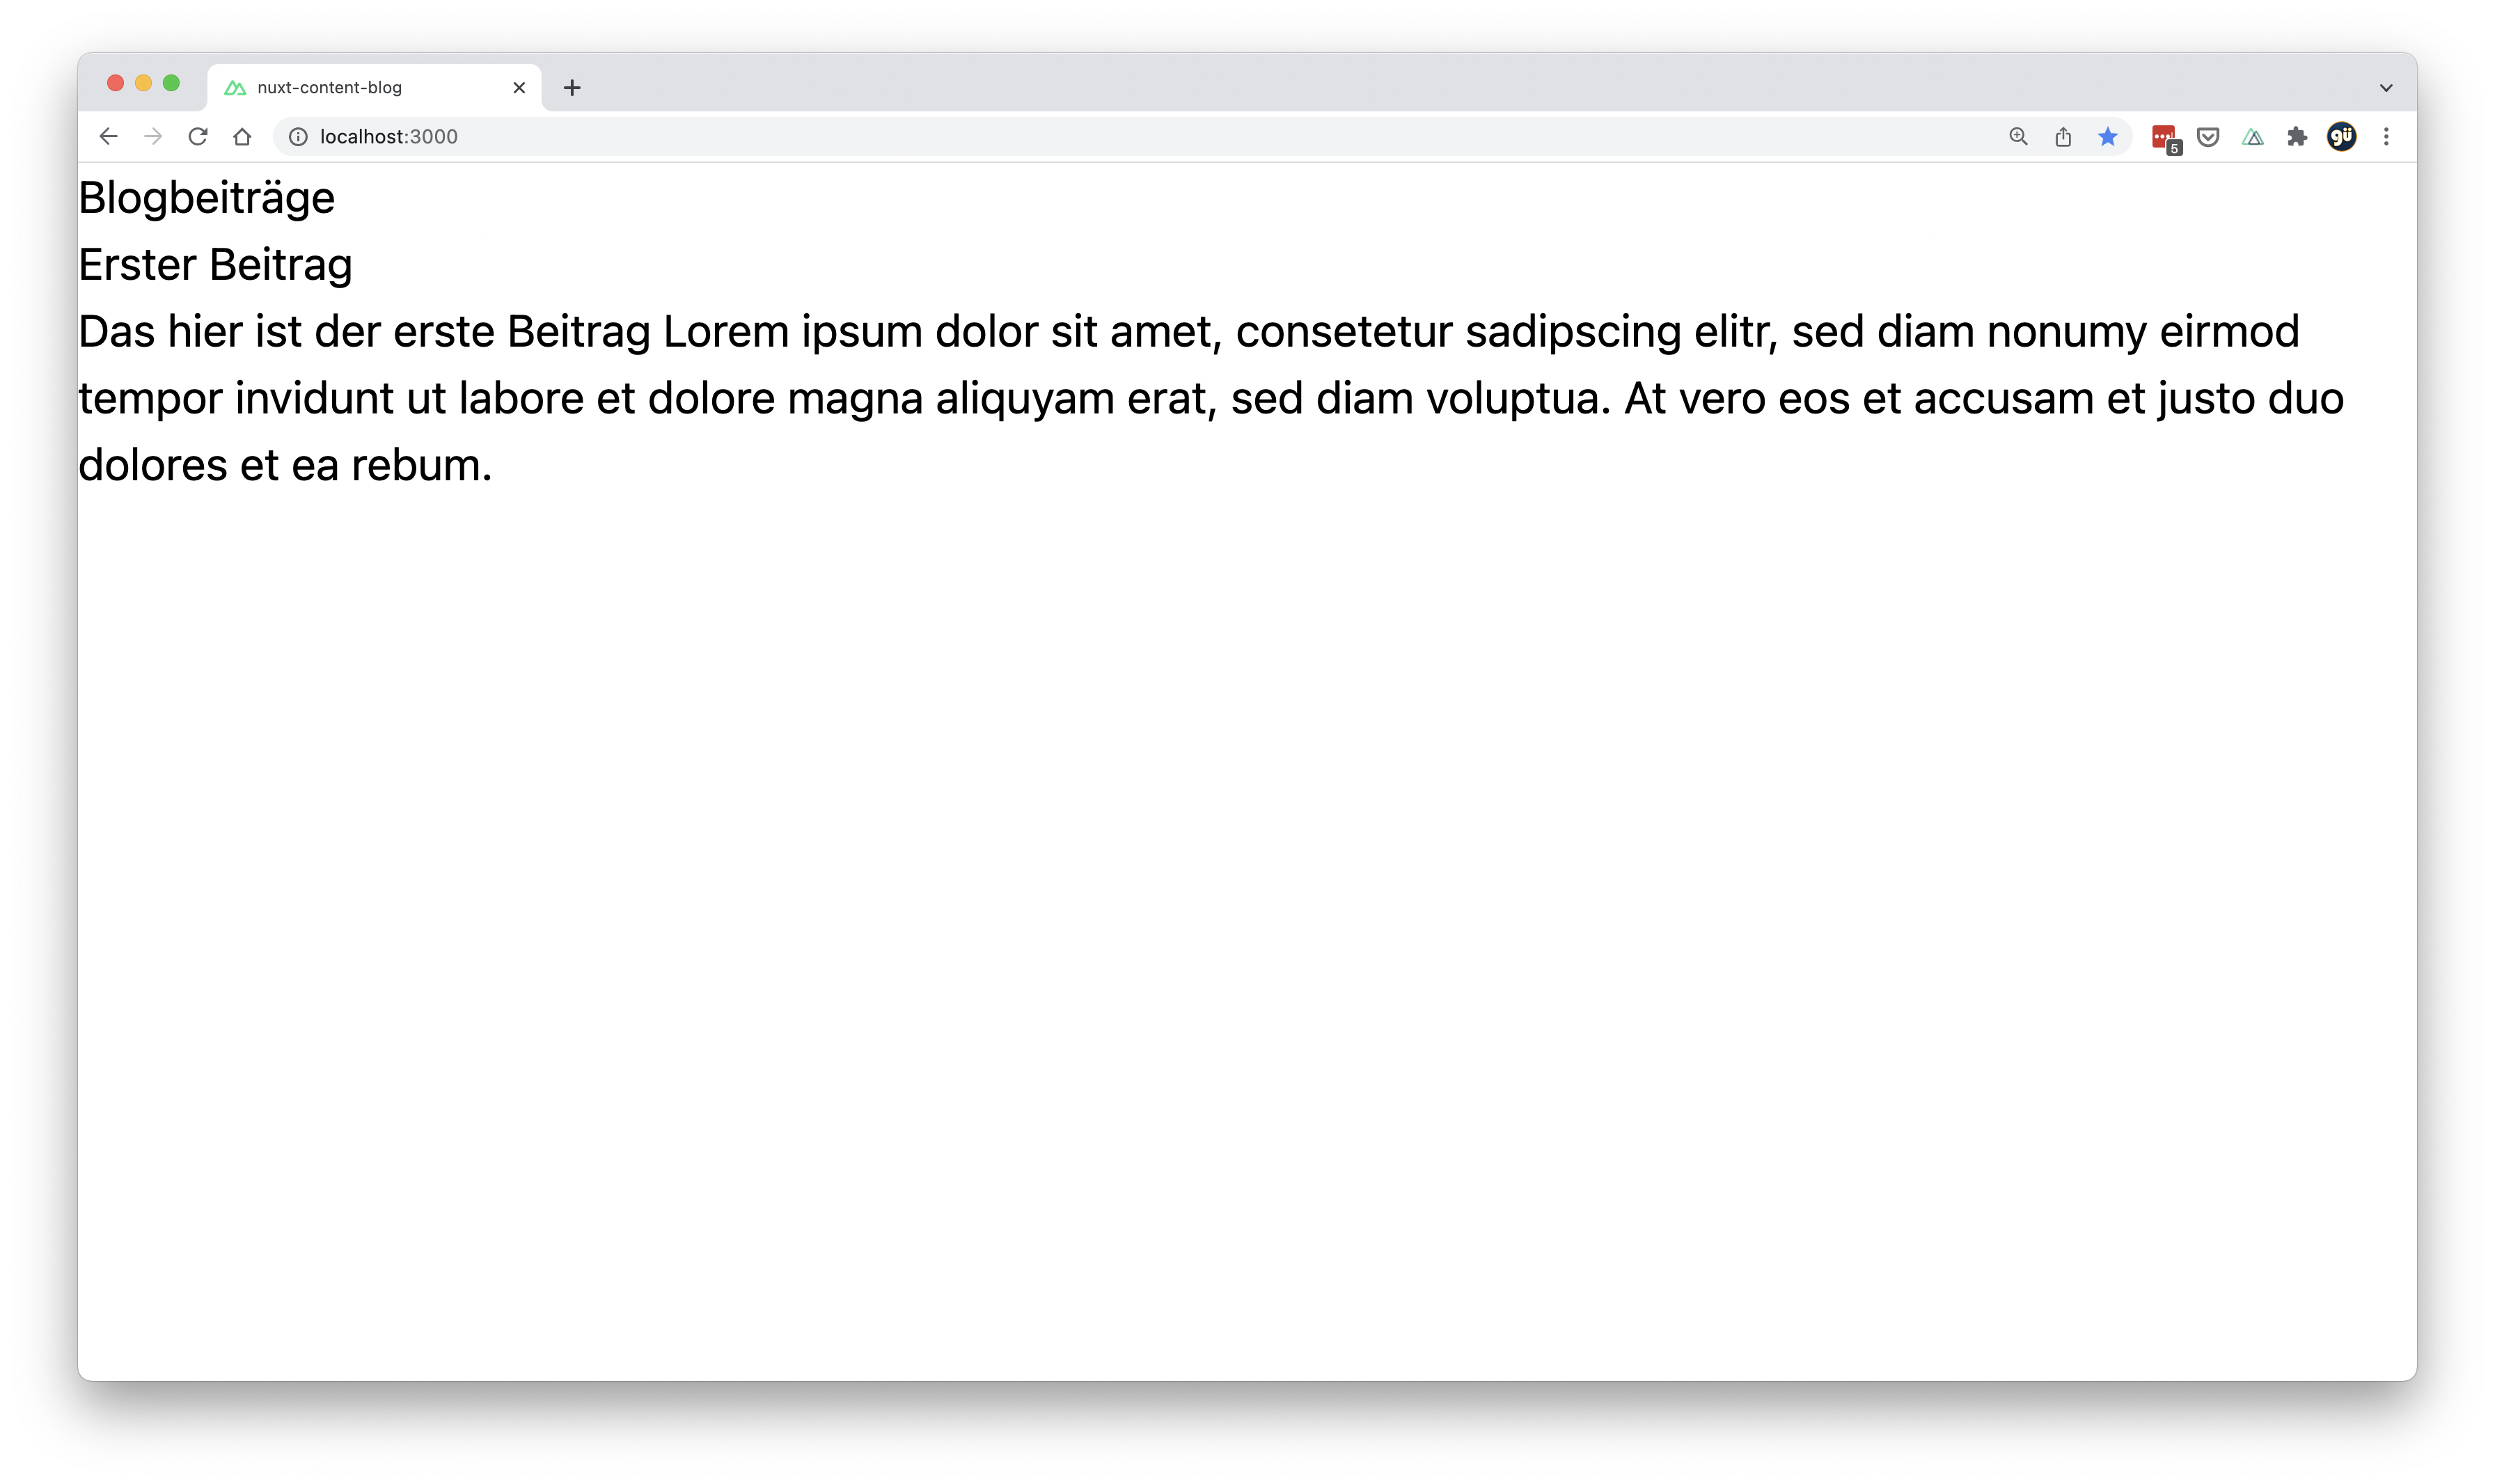 nuxt-content-blog
localhost:3000
5
gü
Blogbeiträge
Erster Beitrag
Das hier ist der erste Beitrag Lorem ipsum dolor sit amet, consetetur sadipscing elitr, sed diam nonumy eirmod
tempor invidunt ut labore et dolore magna aliquyam erat, sed diam voluptua. At vero eos et accusam et justo duo
dolores et ea rebum.